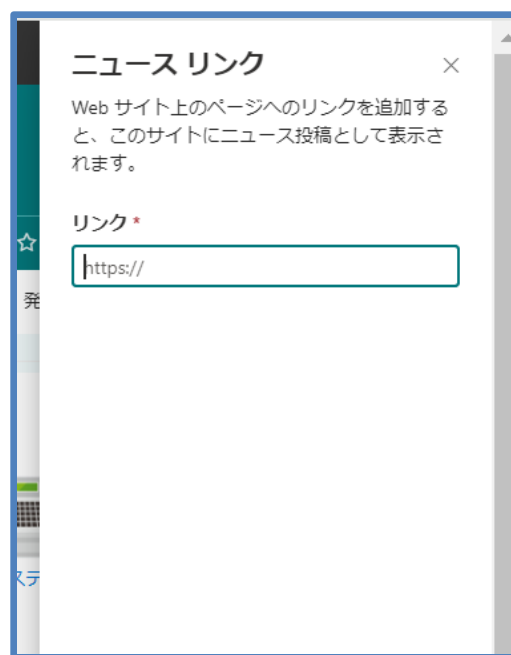 ニュース リンク
Web サイト上のページへのリンクを追加する
と、このサイトにニュース投稿として表示さ
れます。
リンク *
https://
発
ステ